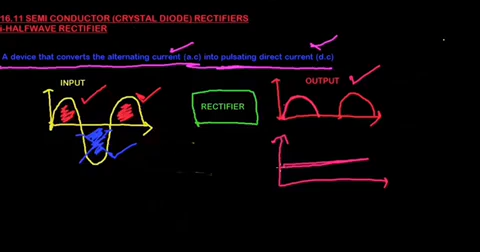 16.11 SEMI CONDUCTOR (CRYSTAL DIODE) RECTIFIERS
i-HALFWAVE RECTIFIER
A device that converts the alternating current (a.c) into pulsating direct current (d.c)
INPUT
OUTPUT
RECTIFIER